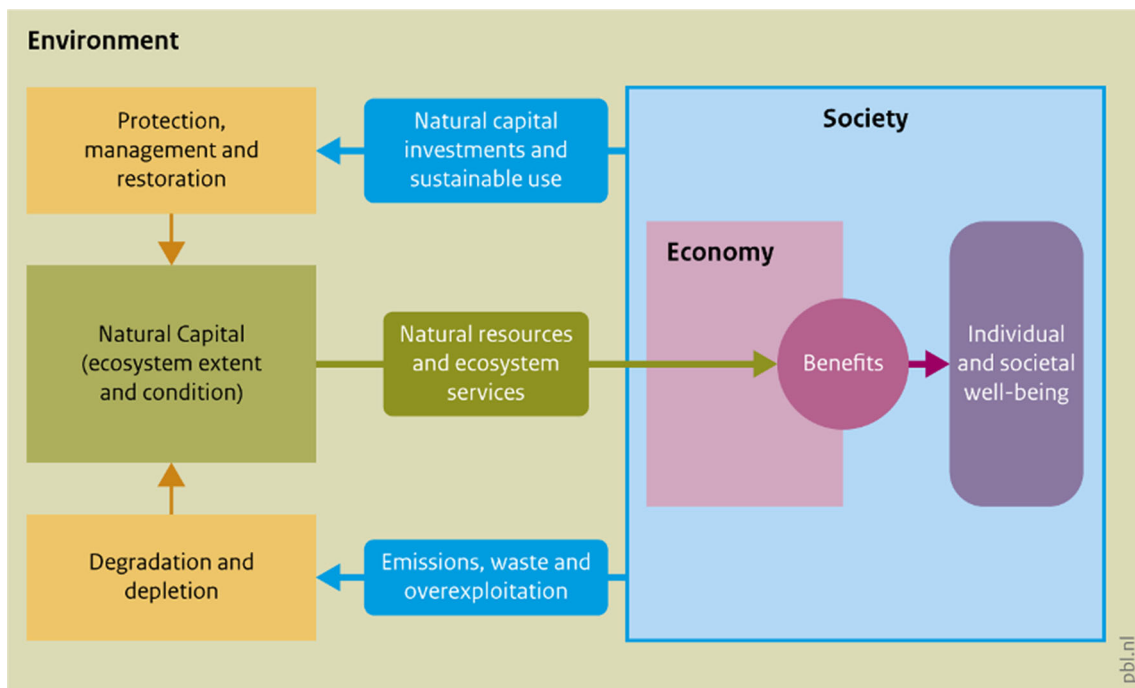 Environment
Protection,
management and
restoration
Natural capital
investments and
sustainable use
Society
Economy
Natural Capital
(ecosystem extent
and condition)
Natural resources
and ecosystem
services
Benefits
Individual
and societal
well-being
Degradation and
depletion
Emissions, waste and
overexploitation
pbl.nl